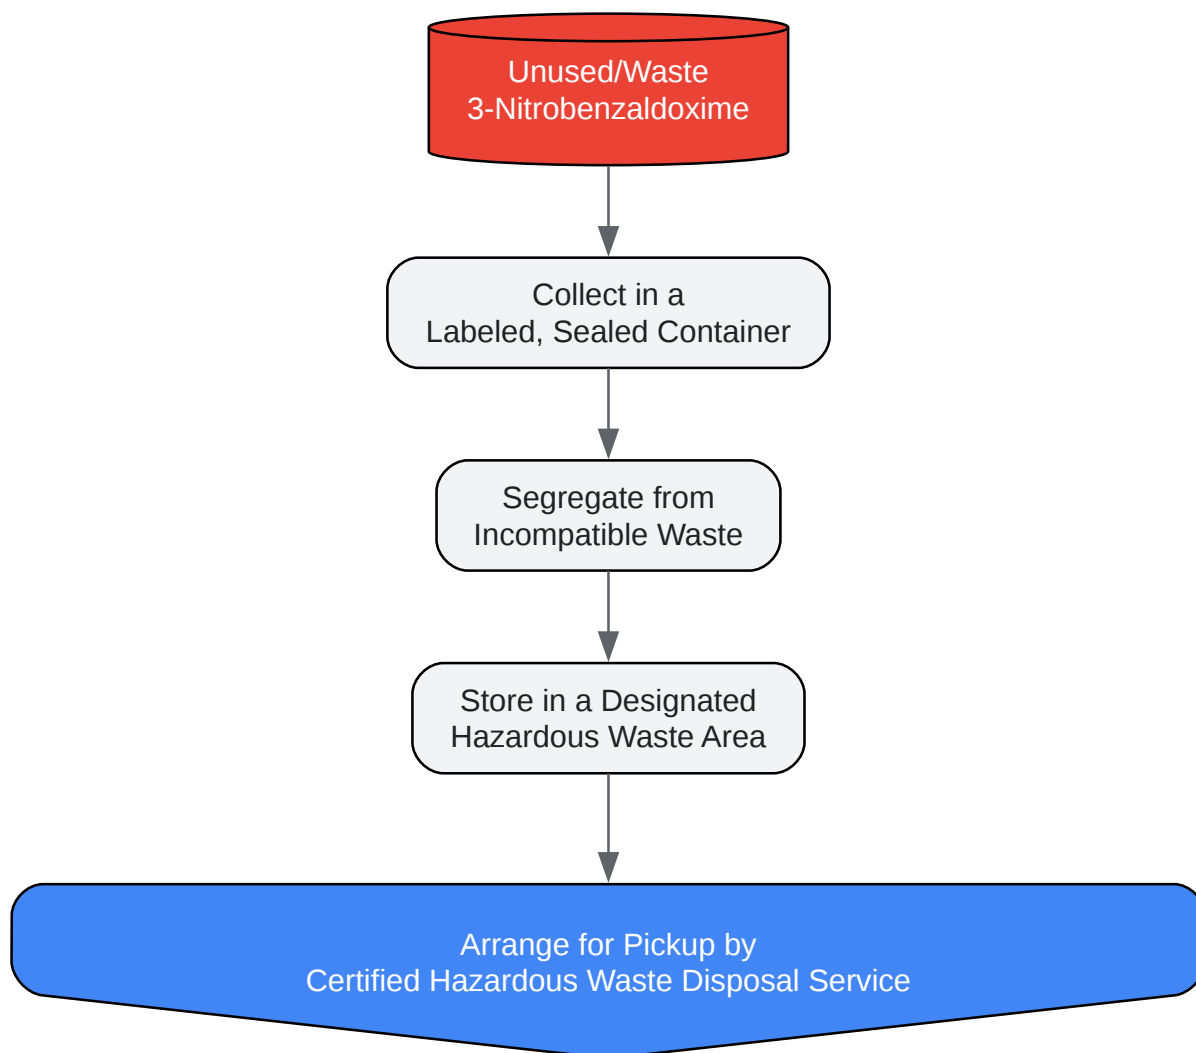 Unused/Waste
3-Nitrobenzaldoxime
Collect in a
Labeled, Sealed Container
Segregate from
Incompatible Waste
Store in a Designated
Hazardous Waste Area
Arrange for Pickup by
Certified Hazardous Waste Disposal Service